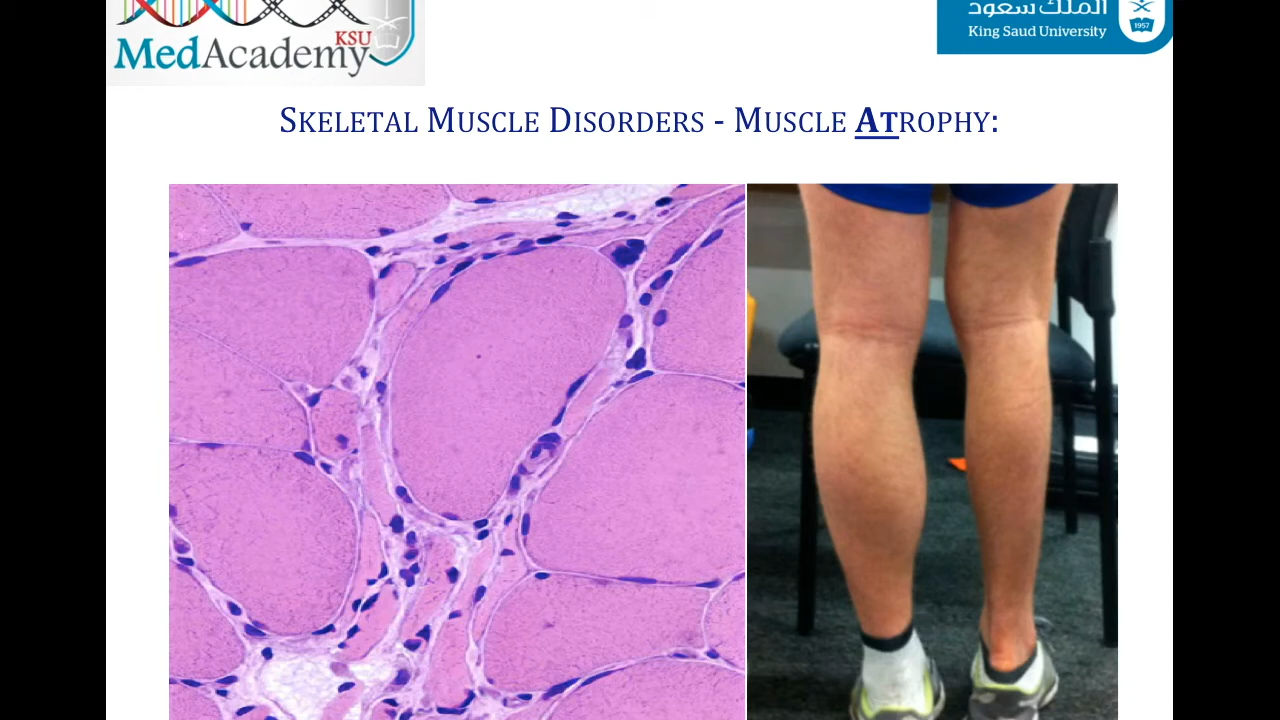 KSU
MedAcademy
الملك سعود
King Saud University
1957
SKELETAL MUSCLE DISORDERS - MUSCLE ATROPHY: